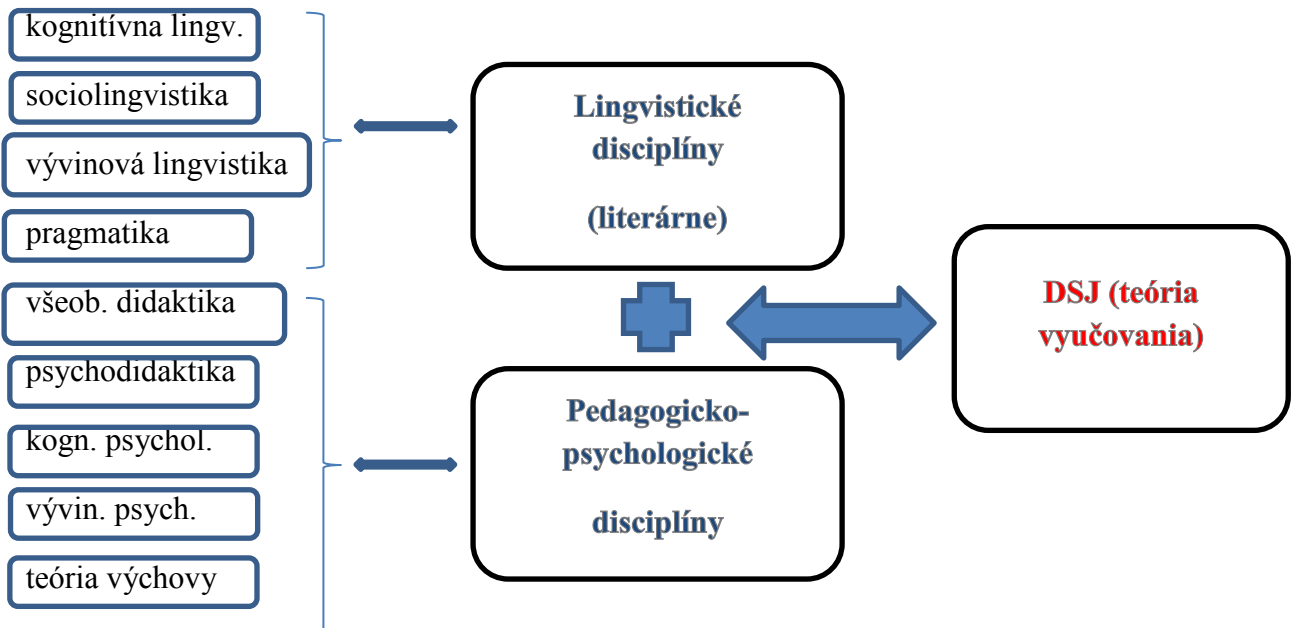 kognitívna lingv.
sociolingvistika
vývinová lingvistika
pragmatika
všeob. didaktika
psychodidaktika
kogn. psychol.
vývin. psych.
teória výchovy
Lingvistické
disciplíny
(literárne)
Pedagogicko-
psychologické
disciplíny
DSJ (teória
vyučovania)